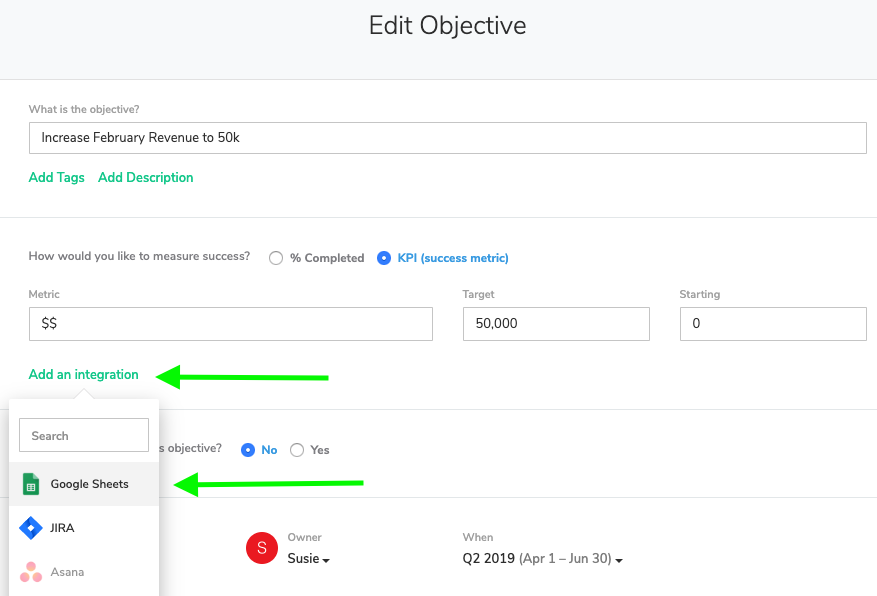 Edit Objective
What is the objective?
Increase February Revenue to 50k
Add Tags Add Description
How would you like to measure success? % Completed KPI (success metric)
Metric Target Starting
$$ 50,000 0
Add an integration
Search
s objective? No Yes
Google Sheets
JIRA
Owner When
S Susie Q2 2019 (Apr 1 – Jun 30)
Asana